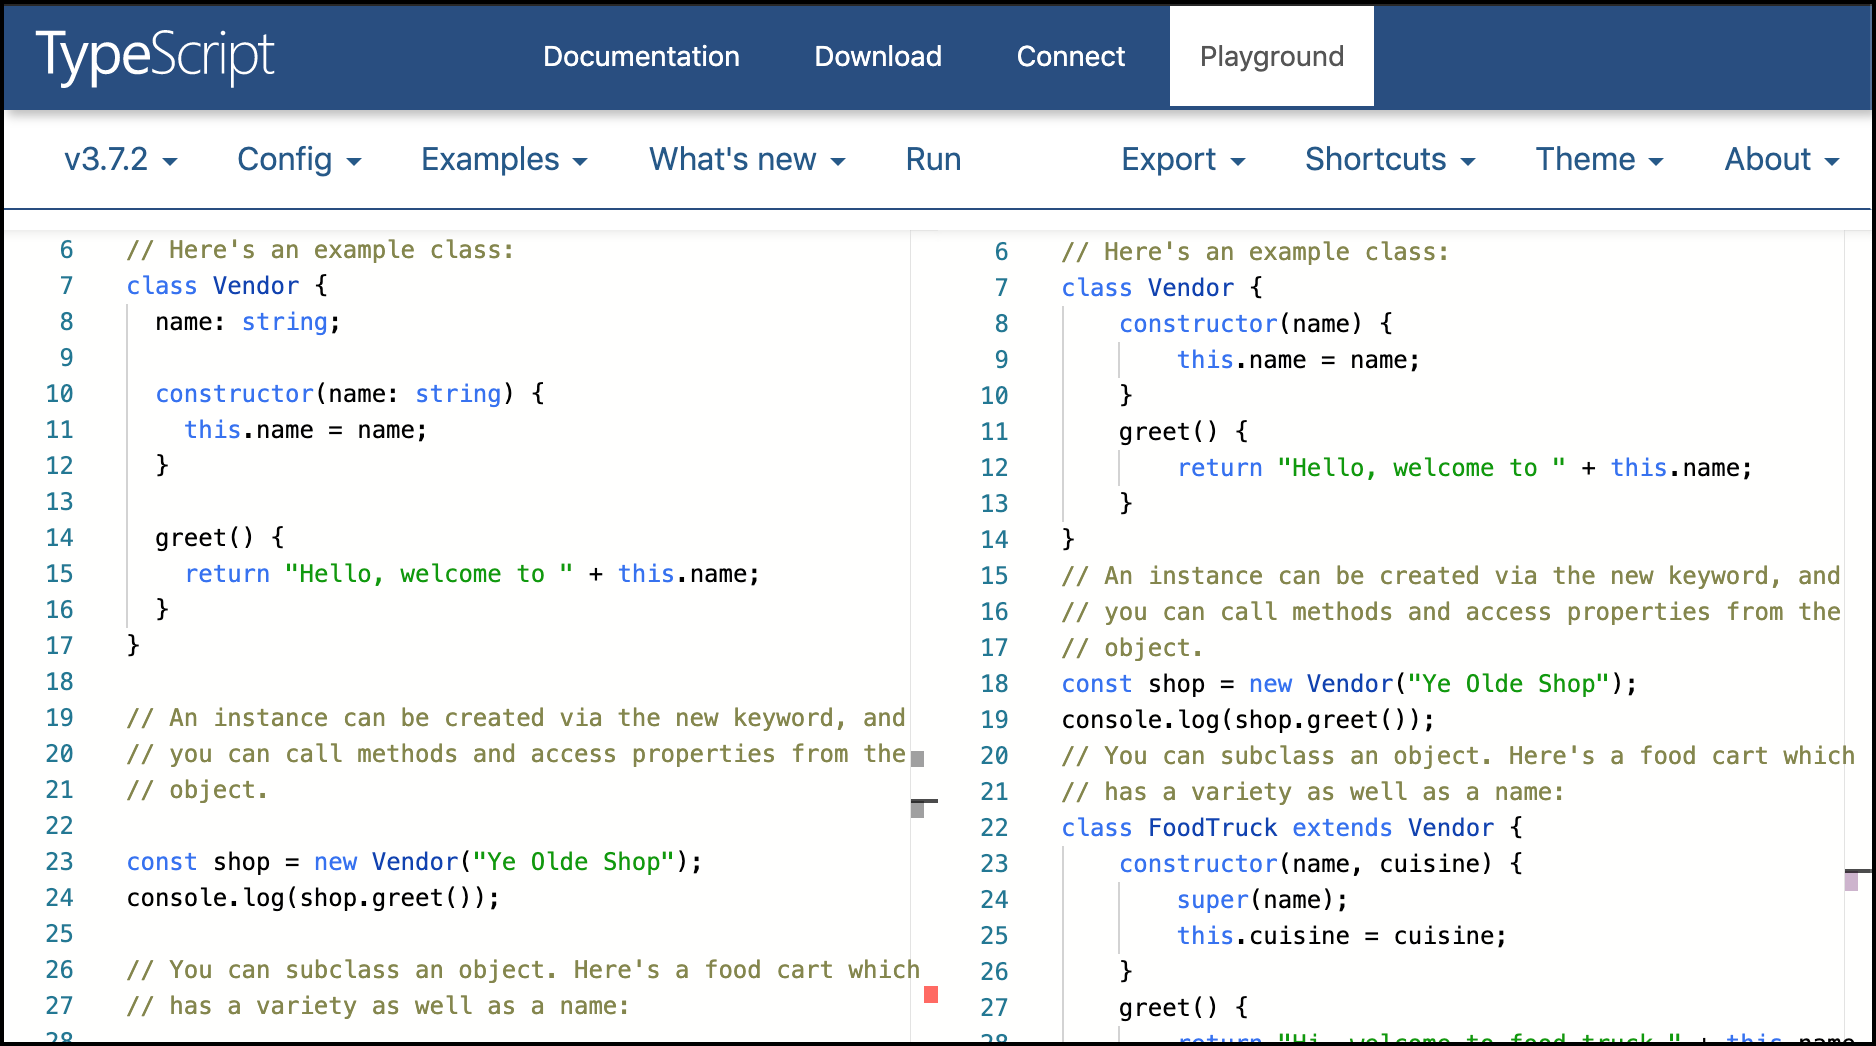 TypeScript
Documentation Download Connect Playground
v3.7.2 Config Examples What's new Run Export Shortcuts Theme About
6 // Here's an example class:
7 class Vendor {
8 name: string;
9
10 constructor(name: string) {
11 this.name = name;
12 }
13
14 greet() {
15 return "Hello, welcome to " + this.name;
16 }
17 }
18
19 // An instance can be created via the new keyword, and
20 // you can call methods and access properties from the
21 // object.
22
23 const shop = new Vendor("Ye Olde Shop");
24 console.log(shop.greet());
25
26 // You can subclass an object. Here's a food cart which
27 // has a variety as well as a name:
28
6 // Here's an example class:
7 class Vendor {
8 constructor(name) {
9 this.name = name;
10 }
11 greet() {
12 return "Hello, welcome to " + this.name;
13 }
14 }
15 // An instance can be created via the new keyword, and
16 // you can call methods and access properties from the
17 // object.
18 const shop = new Vendor("Ye Olde Shop");
19 console.log(shop.greet());
20 // You can subclass an object. Here's a food cart which
21 // has a variety as well as a name:
22 class FoodTruck extends Vendor {
23 constructor(name, cuisine) {
24 super(name);
25 this.cuisine = cuisine;
26 }
27 greet() {
28 return "Hi, welcome to food truck " + this.name